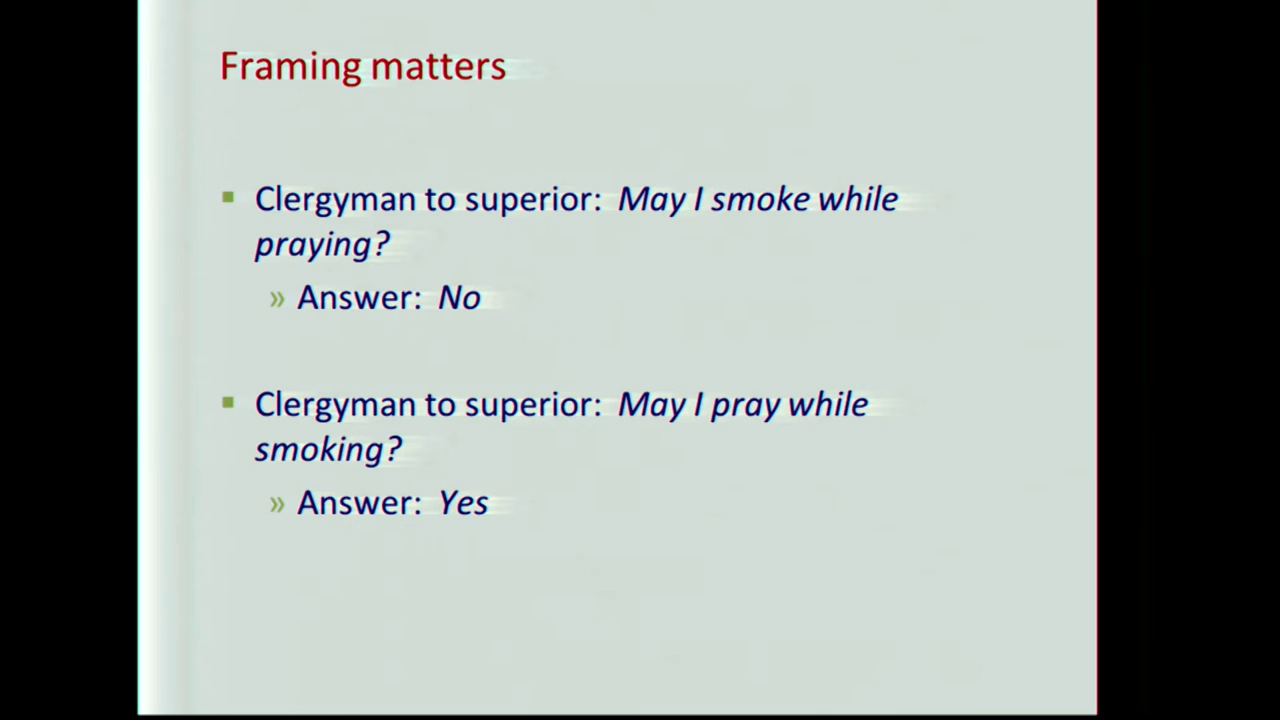 Framing matters
▪ Clergyman to superior: May I smoke while
praying?
» Answer: No
▪ Clergyman to superior: May I pray while
smoking?
» Answer: Yes